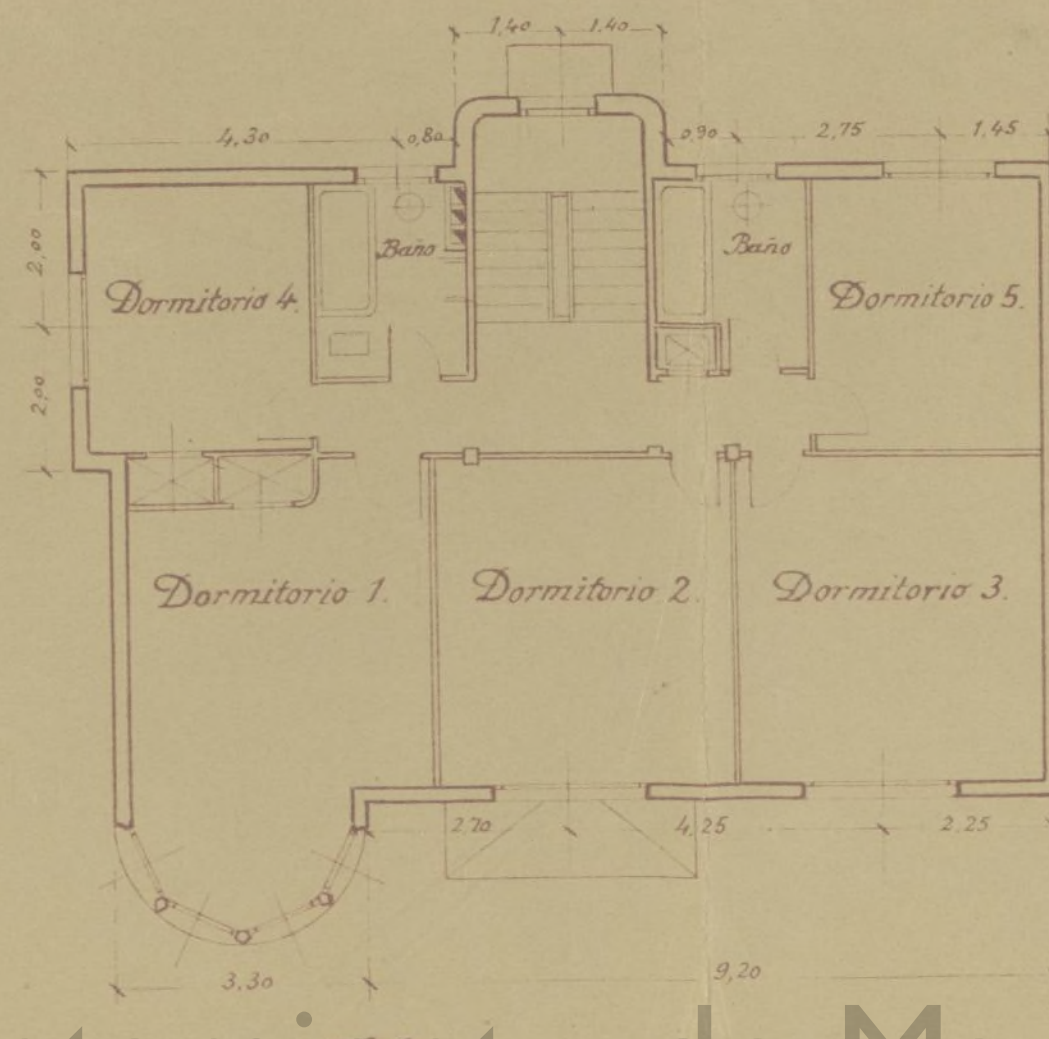 1,40 1,40
4,30 0,80 0,90 2,75 1,45
2,00
Baño Baño
Dormitorio 4. Dormitorio 5.
2,00
Dormitorio 1. Dormitorio 2. Dormitorio 3.
2,70 4,25 2,25
3,30 9,20